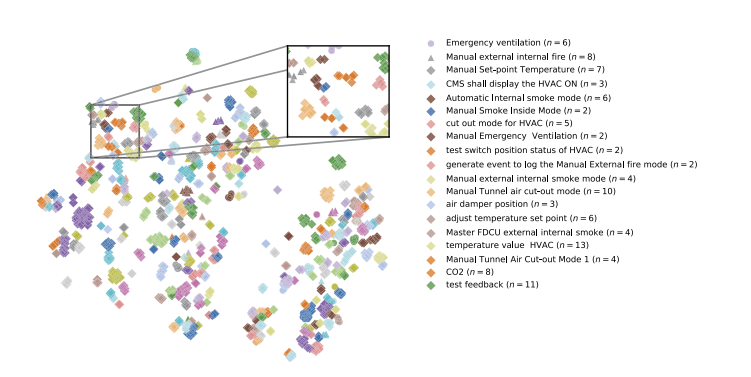 Emergency ventilation (n = 6)
Manual external internal fire (n = 8)
Manual Set-point Temperature (n = 7)
CMS shall display the HVAC ON (n = 3)
Automatic Internal smoke mode (n = 6)
Manual Smoke Inside Mode (n = 2)
cut out mode for HVAC (n = 5)
Manual Emergency Ventilation (n = 2)
test switch position status of HVAC (n = 2)
generate event to log the Manual External fire mode (n = 2)
Manual external internal smoke mode (n = 4)
Manual Tunnel air cut-out mode (n = 10)
air damper position (n = 3)
adjust temperature set point (n = 6)
Master FDCU external internal smoke (n = 4)
temperature value HVAC (n = 13)
Manual Tunnel Air Cut-out Mode 1 (n = 4)
CO2 (n = 8)
test feedback (n = 11)